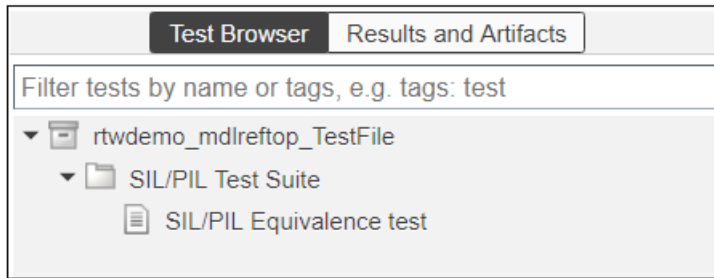 Test Browser Results and Artifacts
Filter tests by name or tags, e.g. tags: test
rtwdemo_mdlreftop_TestFile
SIL/PIL Test Suite
SIL/PIL Equivalence test